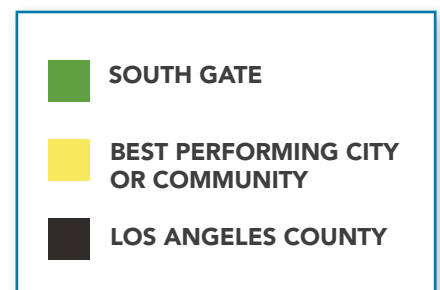 SOUTH GATE
BEST PERFORMING CITY
OR COMMUNITY
LOS ANGELES COUNTY